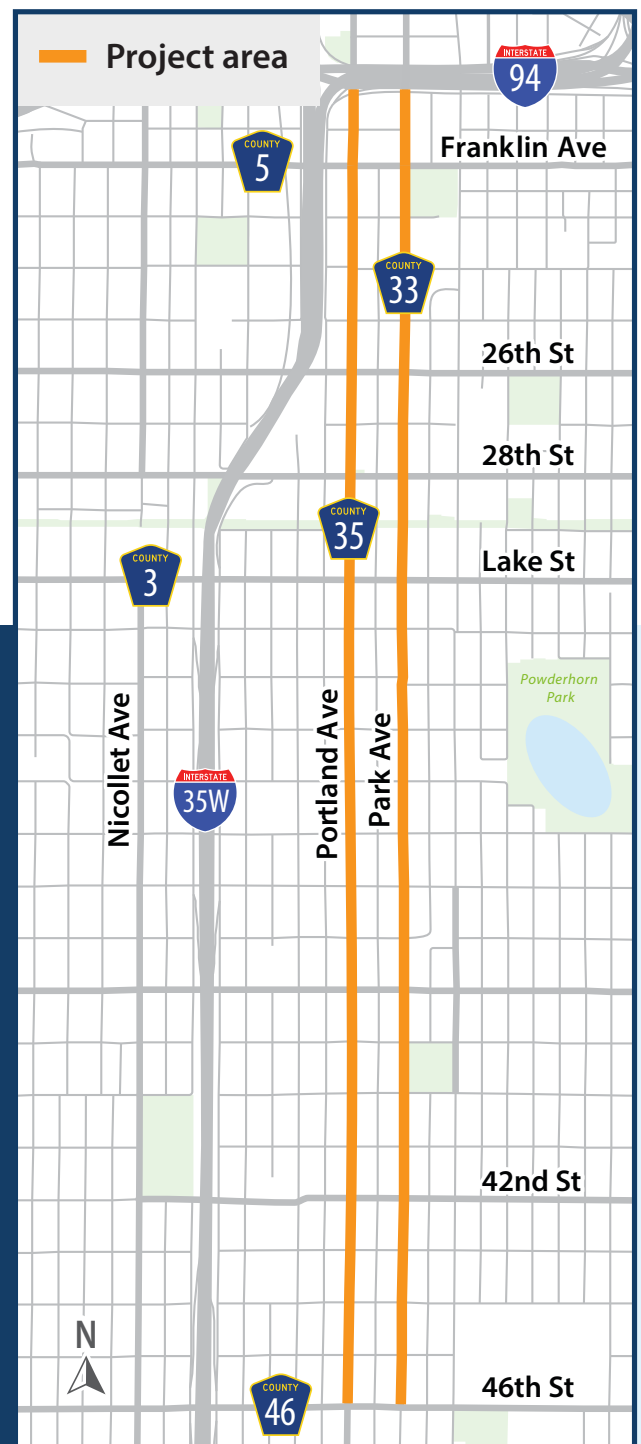 Project area
INTERSTATE
94
COUNTY
5
Franklin Ave
COUNTY
33
26th St
28th St
COUNTY
35
COUNTY
3
Lake St
Powderhorn
Park
Nicollet Ave
INTERSTATE
35W
Portland Ave
Park Ave
42nd St
N
COUNTY
46
46th St